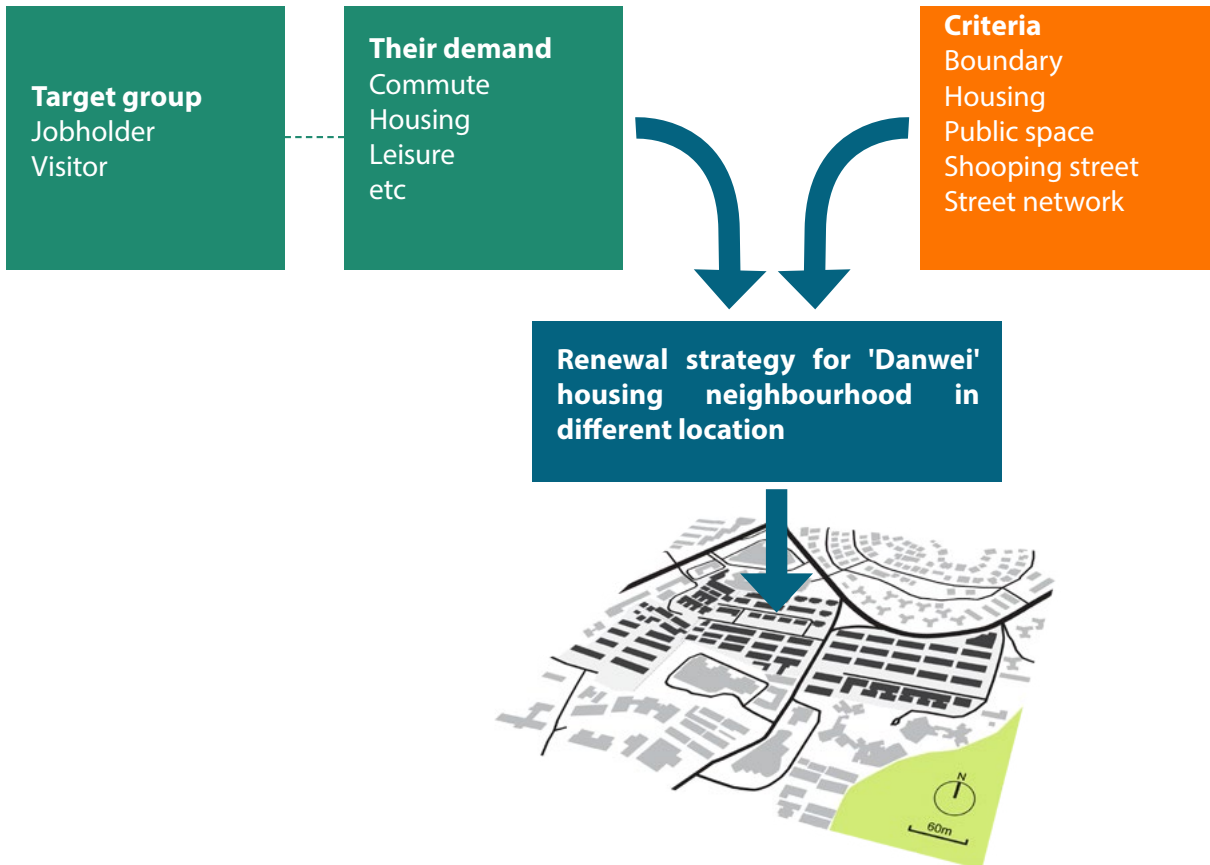 Target group
Jobholder
Visitor
Their demand
Commute
Housing
Leisure
etc
Criteria
Boundary
Housing
Public space
Shooping street
Street network
Renewal strategy for 'Danwei'
housing neighbourhood in
different location
N
60m